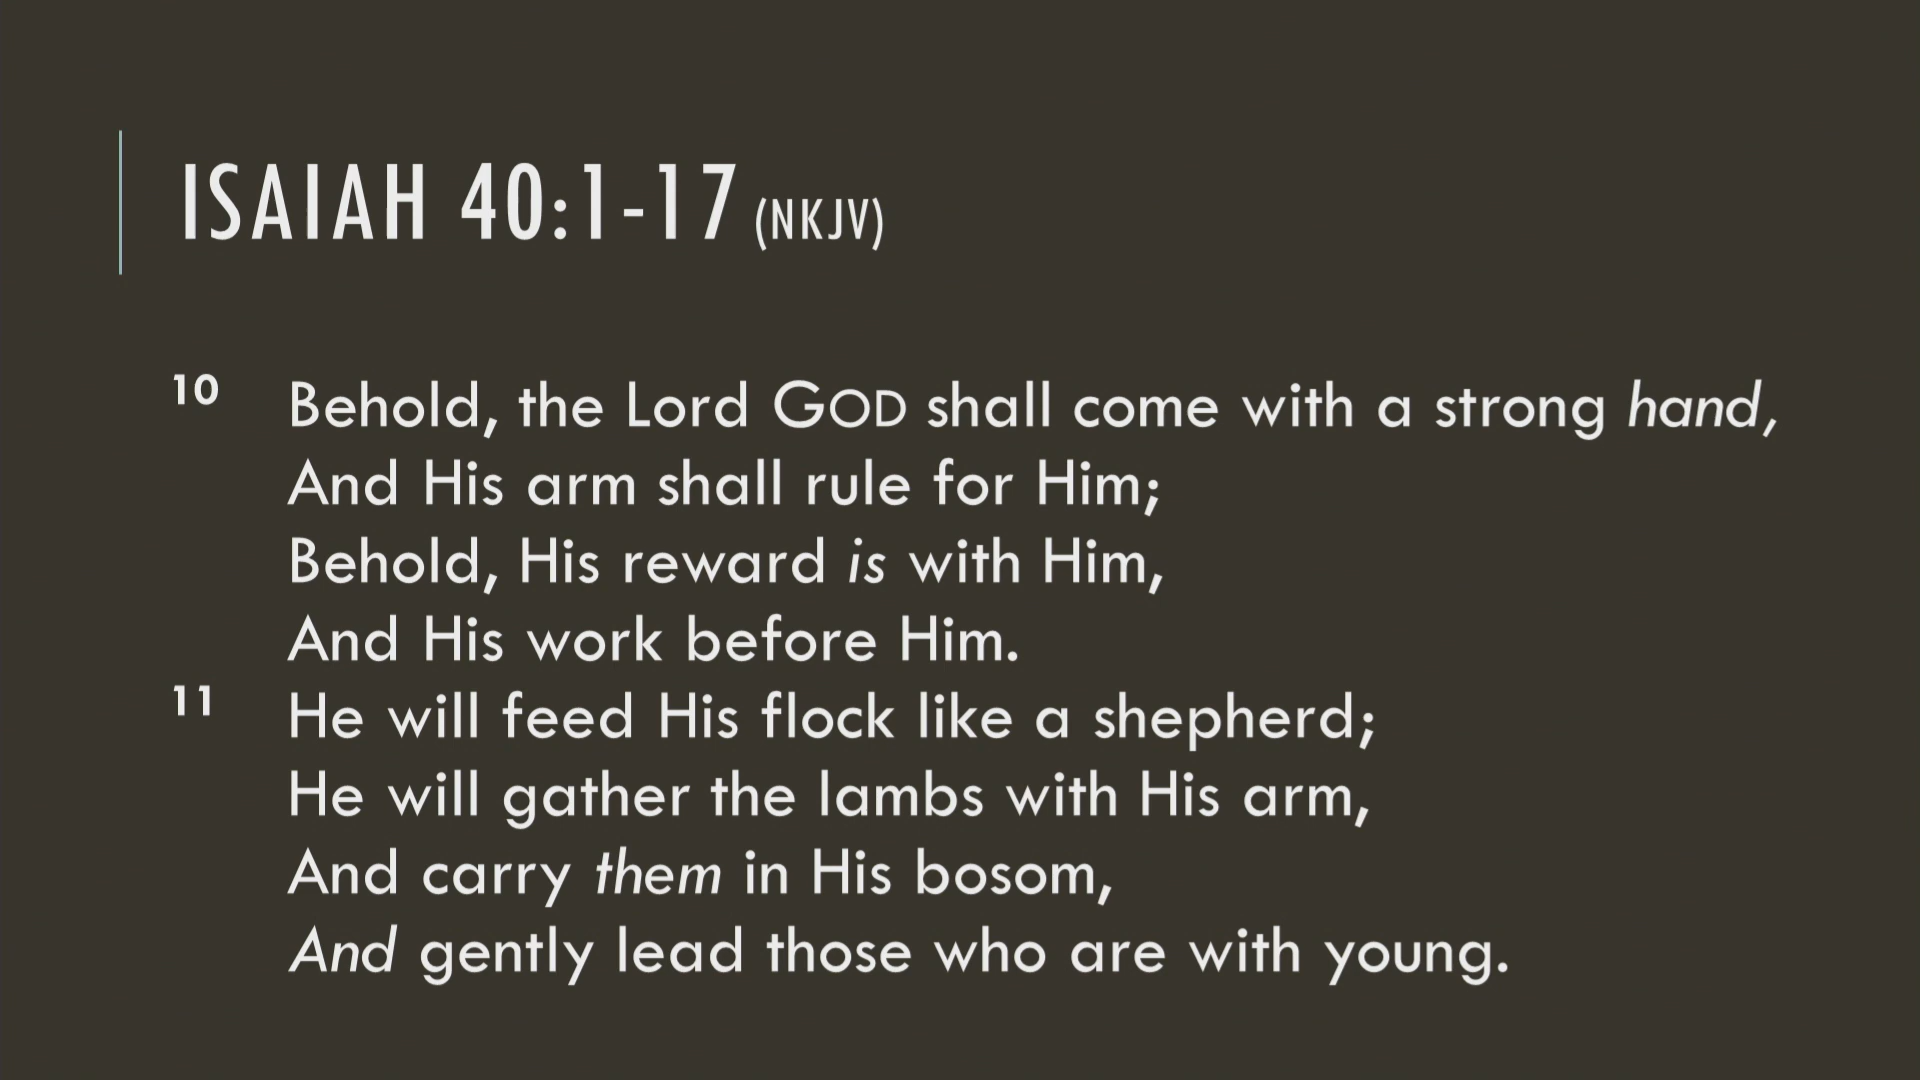 ISAIAH 40:1-17 (NKJV)
10 Behold, the Lord GOD shall come with a strong hand,
And His arm shall rule for Him;
Behold, His reward is with Him,
And His work before Him.
11 He will feed His flock like a shepherd;
He will gather the lambs with His arm,
And carry them in His bosom,
And gently lead those who are with young.